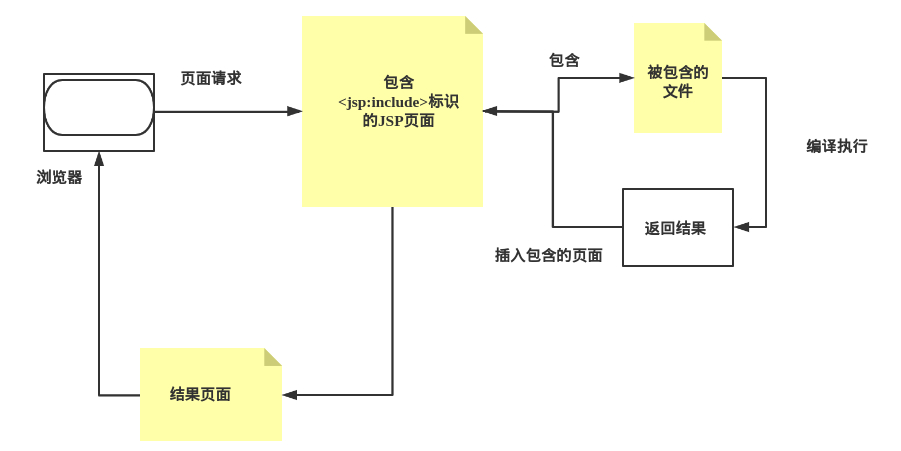 页面请求
包含
<jsp:include>标识
的JSP页面
包含
被包含的
文件
编译执行
浏览器
返回结果
插入包含的页面
结果页面